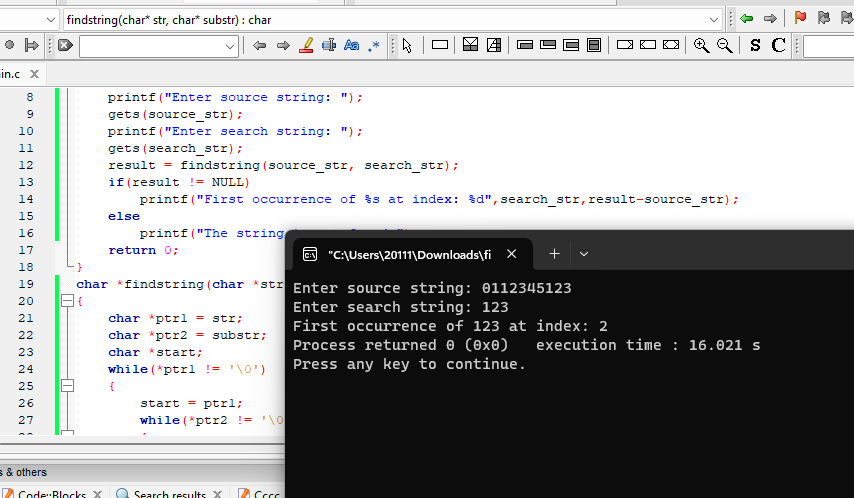 findstring(char* str, char* substr) : char
Aa
.*
S C
in.c X
8 printf("Enter source string: ");
9 gets(source_str);
10 printf("Enter search string: ");
11 gets(search_str);
12 result = findstring(source_str, search_str);
13 if(result != NULL)
14 printf("First occurrence of %s at index: %d",search_str,result-source_str);
15 else
16 printf("The string
17 return 0;
18 }
19 char *findstring(char *str
20 {
21 char *ptr1 = str;
22 char *ptr2 = substr;
23 char *start;
24 while(*ptr1 != '\0')
25 {
26 start = ptr1;
27 while(*ptr2 != '\0
"C:\Users\20111\Downloads\fi
Enter source string: 0112345123
Enter search string: 123
First occurrence of 123 at index: 2
Process returned 0 (0x0)   execution time : 16.021 s
Press any key to continue.
s & others
Code::Blocks X Search results X Cccc